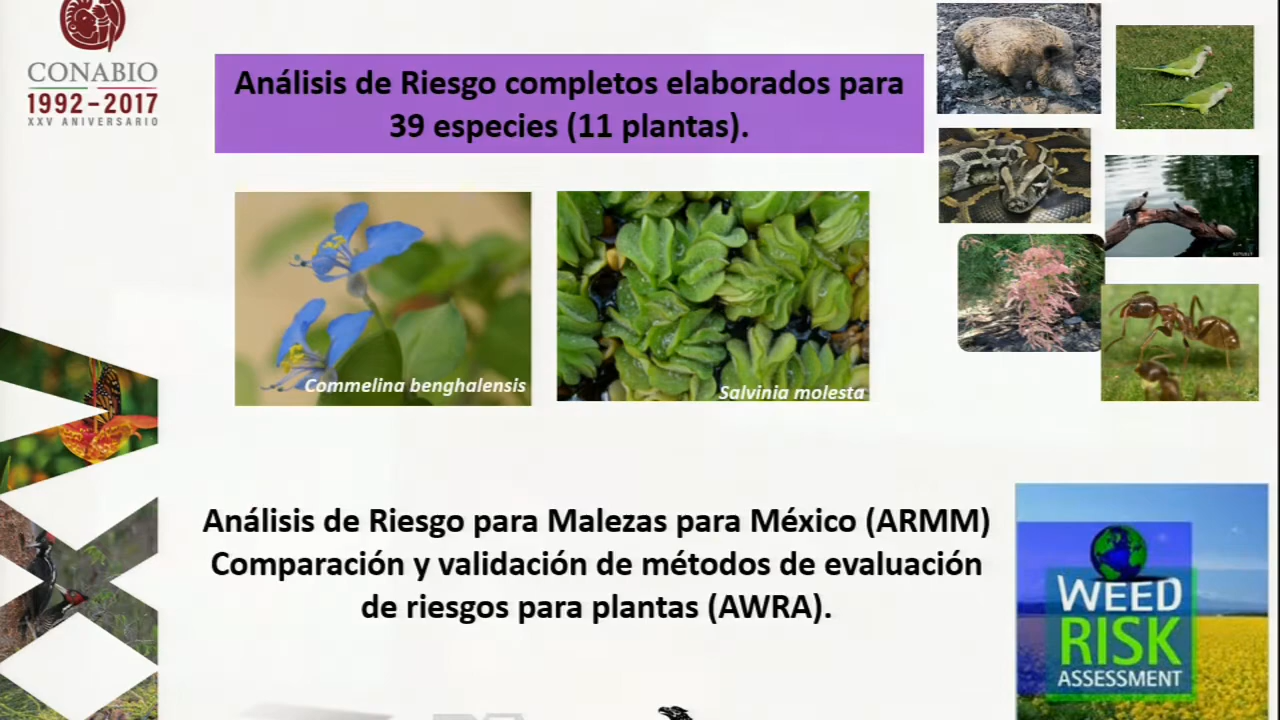 CONABIO
1992-2017
XXV ANIVERSARIO
Análisis de Riesgo completos elaborados para
39 especies (11 plantas).
Commelina benghalensis
Salvinia molesta
Análisis de Riesgo para Malezas para México (ARMM)
Comparación y validación de métodos de evaluación
de riesgos para plantas (AWRA).
WEED
RISK
ASSESSMENT